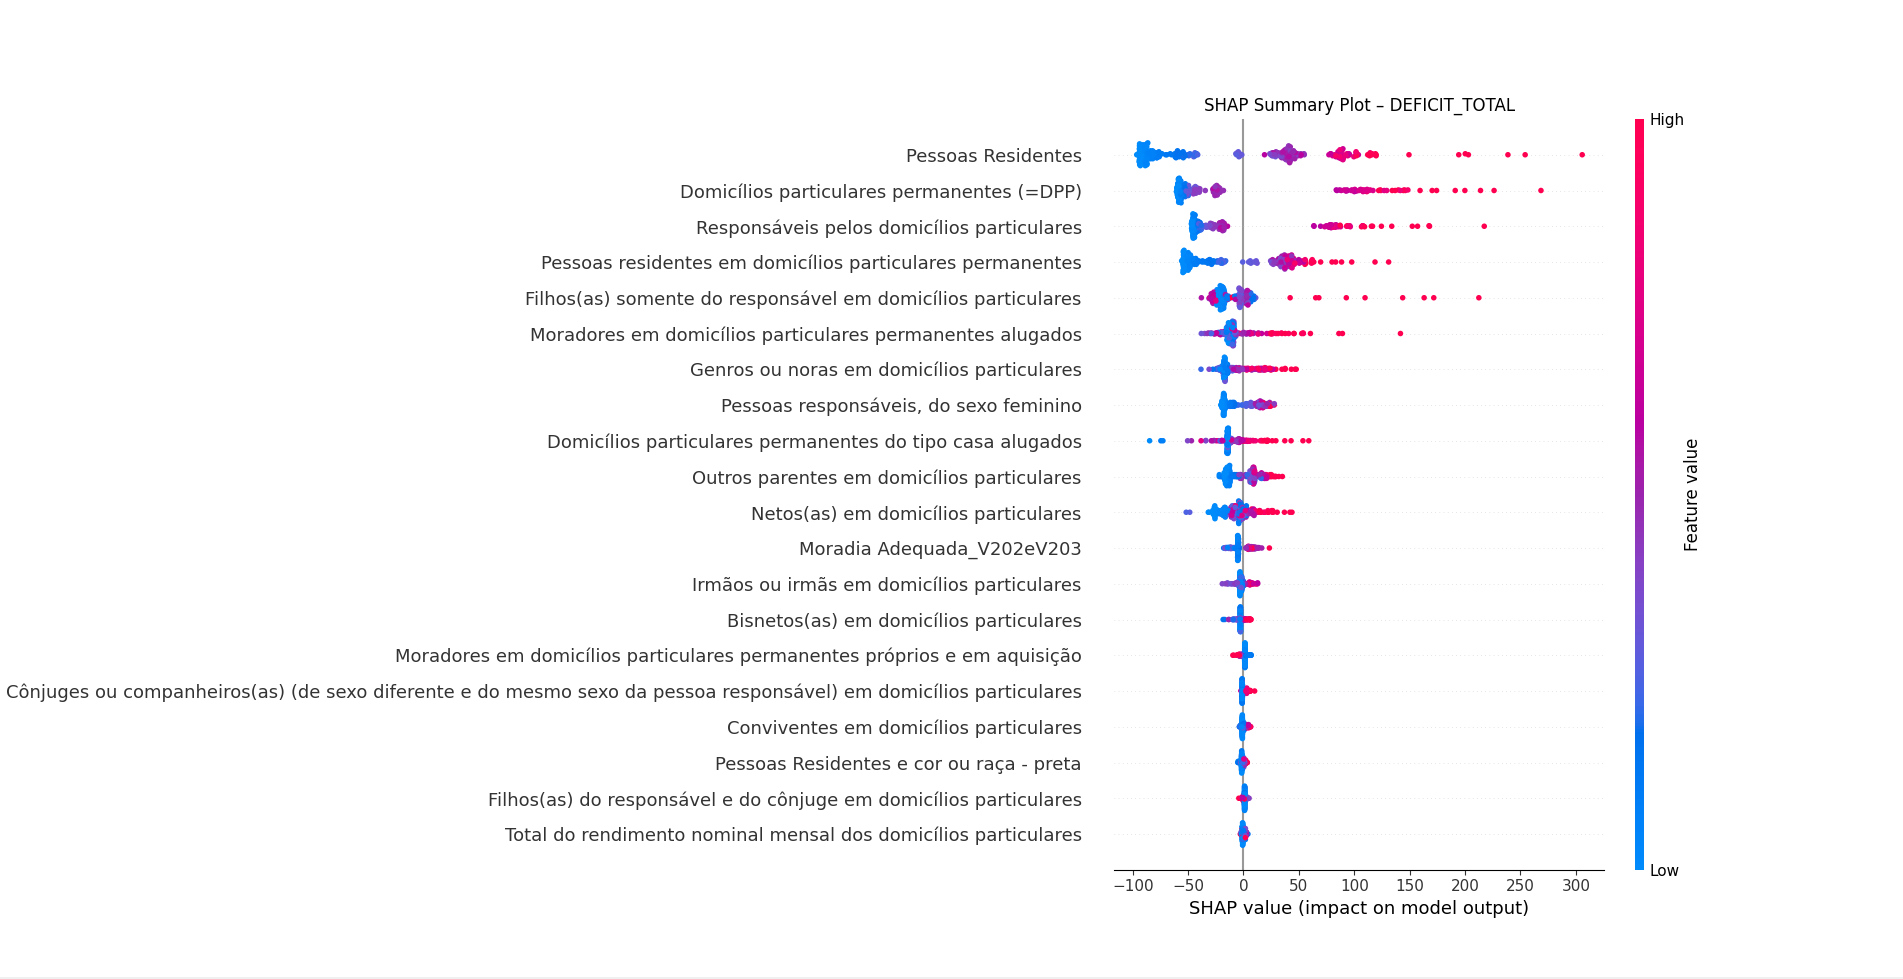 SHAP Summary Plot – DEFICIT_TOTAL
High
Pessoas Residentes
Domicílios particulares permanentes (=DPP)
Responsáveis pelos domicílios particulares
Pessoas residentes em domicílios particulares permanentes
Filhos(as) somente do responsável em domicílios particulares
Moradores em domicílios particulares permanentes alugados
Genros ou noras em domicílios particulares
Pessoas responsáveis, do sexo feminino
Domicílios particulares permanentes do tipo casa alugados
Outros parentes em domicílios particulares
Netos(as) em domicílios particulares
Moradia Adequada_V202eV203
Irmãos ou irmãs em domicílios particulares
Bisnetos(as) em domicílios particulares
Moradores em domicílios particulares permanentes próprios e em aquisição
Cônjuges ou companheiros(as) (de sexo diferente e do mesmo sexo da pessoa responsável) em domicílios particulares
Conviventes em domicílios particulares
Pessoas Residentes e cor ou raça - preta
Filhos(as) do responsável e do cônjuge em domicílios particulares
Total do rendimento nominal mensal dos domicílios particulares
Feature value
Low
−100 −50 0 50 100 150 200 250 300
SHAP value (impact on model output)